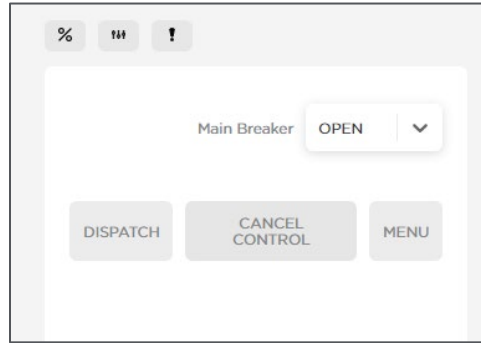 %
!
Main Breaker OPEN
DISPATCH
CANCEL
CONTROL
MENU